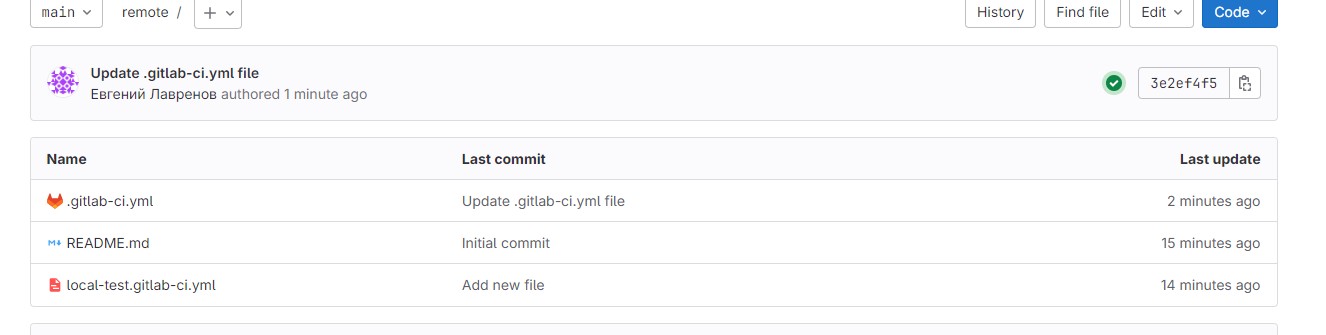 main remote / + History Find file Edit Code
Update .gitlab-ci.yml file
Евгений Лавренов authored 1 minute ago 3e2ef4f5
Name Last commit Last update
.gitlab-ci.yml Update .gitlab-ci.yml file 2 minutes ago
README.md Initial commit 15 minutes ago
local-test.gitlab-ci.yml Add new file 14 minutes ago